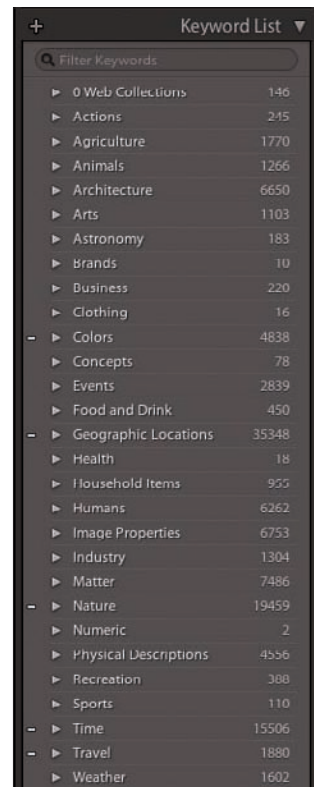 Keyword List
Filter Keywords
0 Web Collections 146
Actions 245
Agriculture 1770
Animals 1266
Architecture 6650
Arts 1103
Astronomy 183
Brands 10
Business 220
Clothing 16
Colors 4838
Concepts 78
Events 2839
Food and Drink 450
Geographic Locations 35348
Health 18
Household Items 955
Humans 6262
Image Properties 6753
Industry 1304
Matter 7486
Nature 19459
Numeric 2
Physical Descriptions 4556
Recreation 388
Sports 110
Time 15506
Travel 1880
Weather 1602